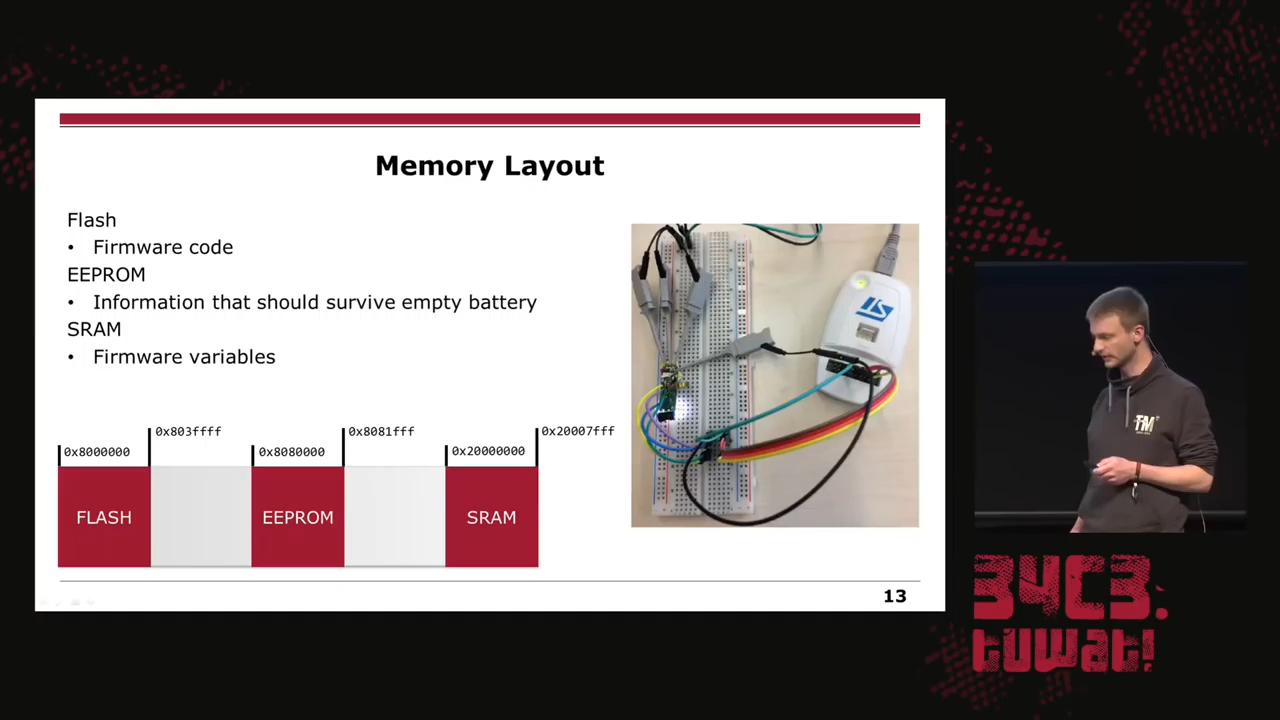 Memory Layout
Flash
• Firmware code
EEPROM
• Information that should survive empty battery
SRAM
• Firmware variables
0x8000000
0x803ffff
0x8080000
0x8081fff
0x20000000
0x20007fff
FLASH
EEPROM
SRAM
13
TM
34C3.
tuwat!